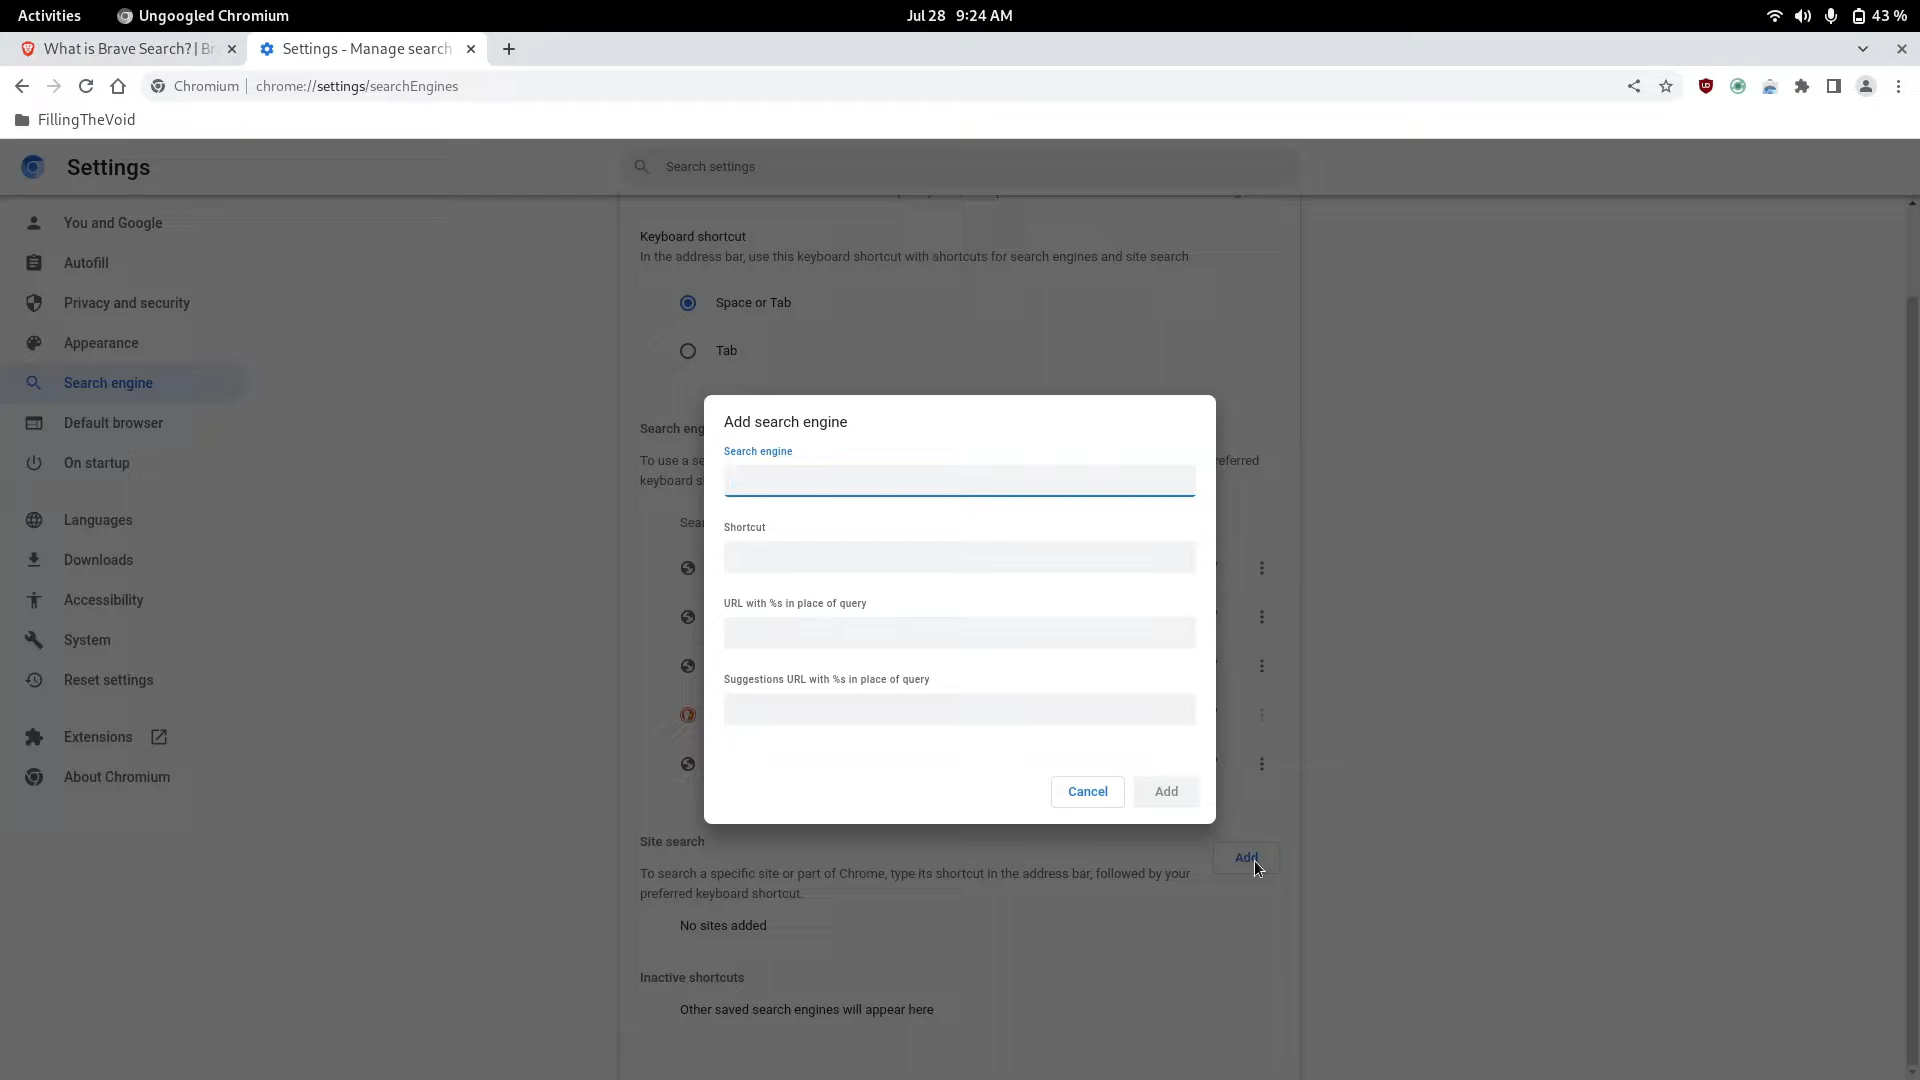 Activities
Ungoogled Chromium
Jul 28 9:24 AM
43 %
What is Brave Search? | Br
Settings - Manage search
Chromium
chrome://settings/searchEngines
FillingTheVoid
Settings
Search settings
You and Google
Autofill
Privacy and security
Appearance
Search engine
Default browser
On startup
Languages
Downloads
Accessibility
System
Reset settings
Extensions
About Chromium
Keyboard shortcut
In the address bar, use this keyboard shortcut with shortcuts for search engines and site search
Space or Tab
Tab
Search eng
To use a se
eferred
keyboard s
Sear
Add search engine
Search engine
Shortcut
URL with %s in place of query
Suggestions URL with %s in place of query
Cancel
Add
Site search
Add
To search a specific site or part of Chrome, type its shortcut in the address bar, followed by your
preferred keyboard shortcut.
No sites added
Inactive shortcuts
Other saved search engines will appear here